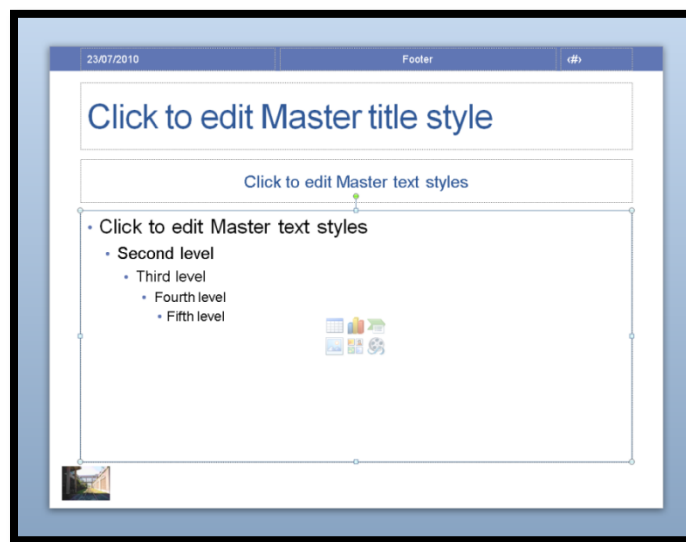 23/07/2010 Footer ‹#›
Click to edit Master title style
Click to edit Master text styles
• Click to edit Master text styles
• Second level
• Third level
• Fourth level
• Fifth level